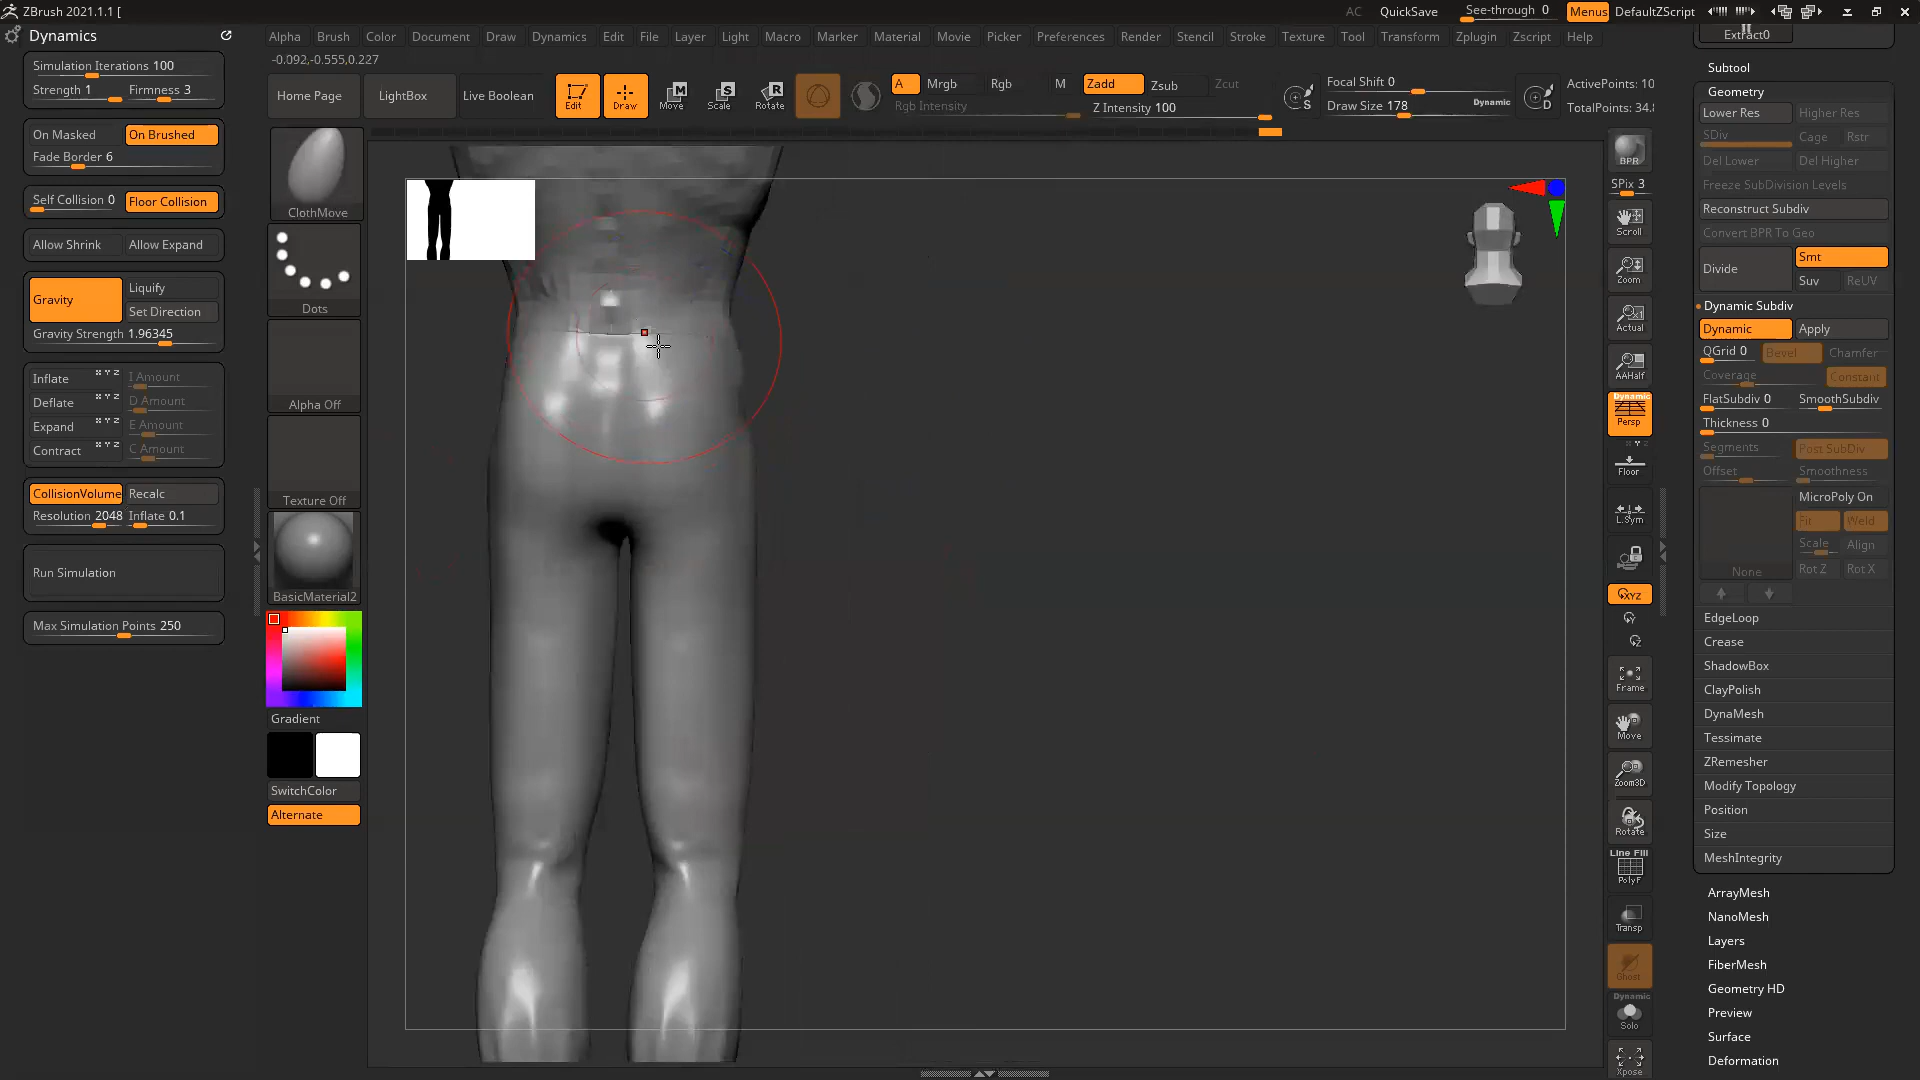 ZBrush 2021.1.1 [
AC QuickSave See-through 0 Menus DefaultZScript
Dynamics
Alpha Brush Color Document Draw Dynamics Edit File Layer Light Macro Marker Material Movie Picker Preferences Render Stencil Stroke Texture Tool Transform Zplugin Zscript Help
-0.092,-0.555,0.227
Home Page LightBox Live Boolean Edit Draw Move Scale Rotate
A Mrgb Rgb M Zadd Zsub Zcut
Rgb Intensity Z Intensity 100
S Focal Shift 0
Draw Size 178 Dynamic
D ActivePoints: 10
TotalPoints: 34.8
Simulation Iterations 100
Strength 1 Firmness 3
On Masked On Brushed
Fade Border 6
Self Collision 0 Floor Collision
Allow Shrink Allow Expand
Gravity Liquify
Set Direction
Gravity Strength 1.96345
Inflate X Y Z I Amount
Deflate X Y Z D Amount
Expand X Y Z E Amount
Contract X Y Z C Amount
CollisionVolume Recalc
Resolution 2048 Inflate 0.1
Run Simulation
Max Simulation Points 250
ClothMove
Dots
Alpha Off
Texture Off
BasicMaterial2
Gradient
SwitchColor
Alternate
BPR
SPix 3
Scroll
Zoom
Actual
AAHalf
Dynamic
Persp
Floor
L.Sym
XYZ
Y
Z
Frame
Move
Zoom3D
Rotate
Line Fill
PolyF
Transp
Ghost
Dynamic
Solo
Xpose
Extract0
Subtool
Geometry
Lower Res Higher Res
SDiv Cage Rstr
Del Lower Del Higher
Freeze SubDivision Levels
Reconstruct Subdiv
Convert BPR To Geo
Divide Smt
Suv ReUV
Dynamic Subdiv
Dynamic Apply
QGrid 0 Bevel Chamfer
Coverage Constant
FlatSubdiv 0 SmoothSubdiv
Thickness 0
Segments Post SubDiv
Offset Smoothness
MicroPoly On
Fit Weld
Scale Align
None Rot Z Rot X
EdgeLoop
Crease
ShadowBox
ClayPolish
DynaMesh
Tessimate
ZRemesher
Modify Topology
Position
Size
MeshIntegrity
ArrayMesh
NanoMesh
Layers
FiberMesh
Geometry HD
Preview
Surface
Deformation